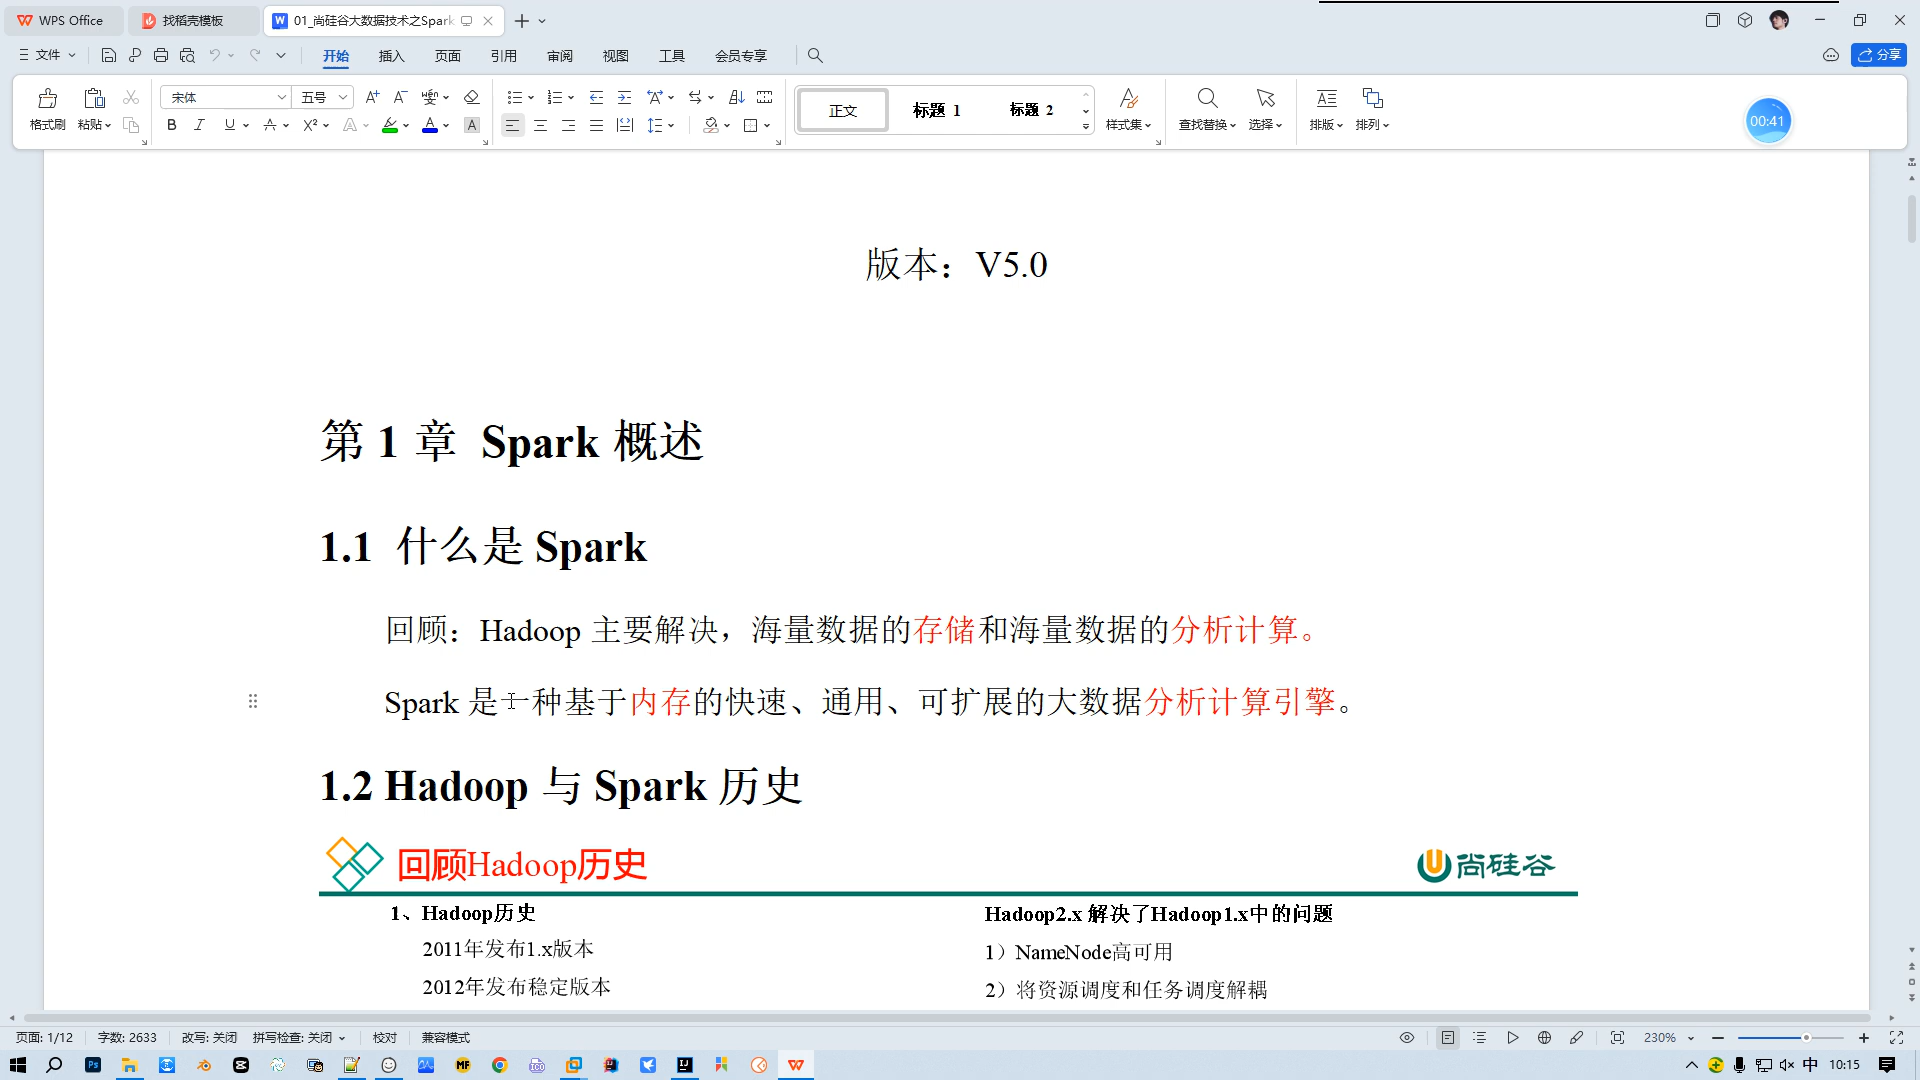 WPS Office
找稻壳模板
01_尚硅谷大数据技术之Spark
文件
开始
插入
页面
引用
审阅
视图
工具
会员专享
分享
格式刷
粘贴
宋体
五号
正文
标题 1
标题 2
样式集
查找替换
选择
排版
排列
00:41
版本：V5.0
第 1 章 Spark 概述
1.1 什么是 Spark
回顾：Hadoop 主要解决，海量数据的存储和海量数据的分析计算。
Spark 是一种基于内存的快速、通用、可扩展的大数据分析计算引擎。
1.2 Hadoop 与 Spark 历史
回顾Hadoop历史
尚硅谷
1、Hadoop历史
2011年发布1.x版本
2012年发布稳定版本
Hadoop2.x 解决了Hadoop1.x中的问题
1）NameNode高可用
2）将资源调度和任务调度解耦
页面: 1/12
字数: 2633
改写: 关闭
拼写检查: 关闭
校对
兼容模式
230%
中
10:15